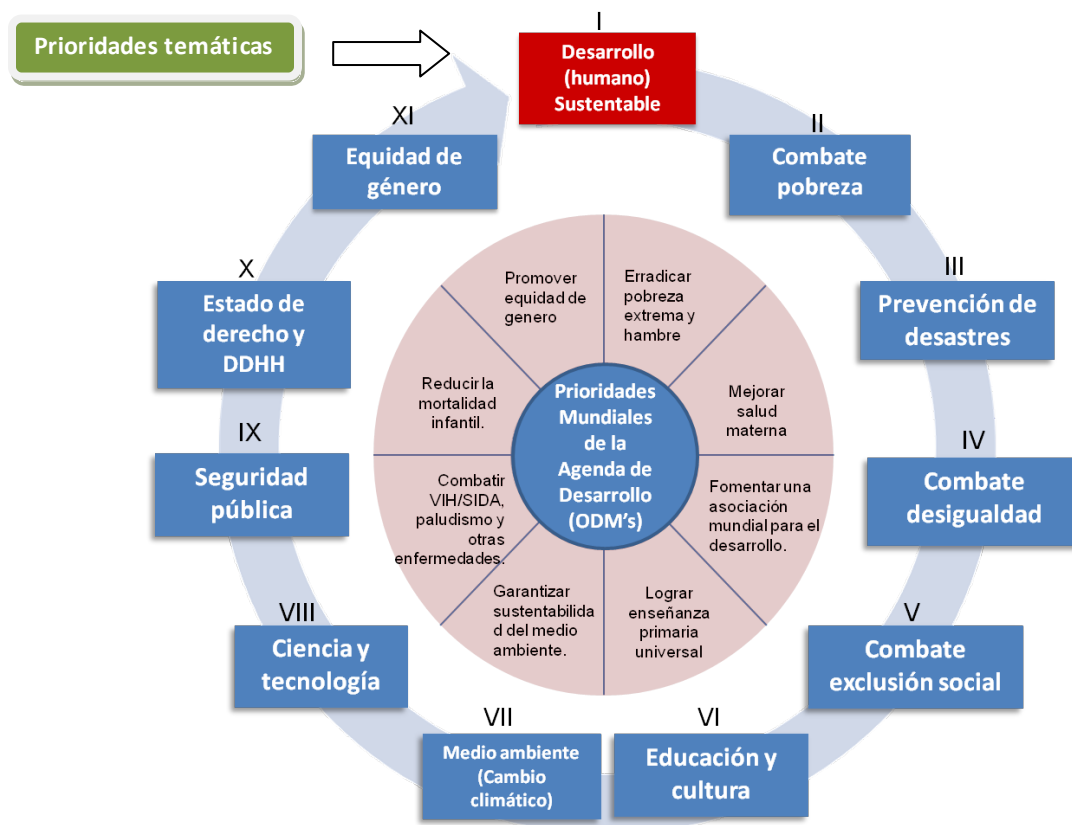 Prioridades temáticas
I
Desarrollo
(humano)
Sustentable
II
Combate
pobreza
III
Prevención de
desastres
IV
Combate
desigualdad
V
Combate
exclusión social
VI
Educación y
cultura
VII
Medio ambiente
(Cambio
climático)
VIII
Ciencia y
tecnología
IX
Seguridad
pública
X
Estado de
derecho y
DDHH
XI
Equidad de
género
Promover
equidad de
genero
Erradicar
pobreza
extrema y
hambre
Mejorar
salud
materna
Fomentar una
asociación
mundial para el
desarrollo.
Lograr
enseñanza
primaria
universal
Garantizar
sustentabilida
d del medio
ambiente.
Combatir
VIH/SIDA,
paludismo y
otras
enfermedades.
Reducir la
mortalidad
infantil.
Prioridades
Mundiales
de la
Agenda de
Desarrollo
(ODM’s)